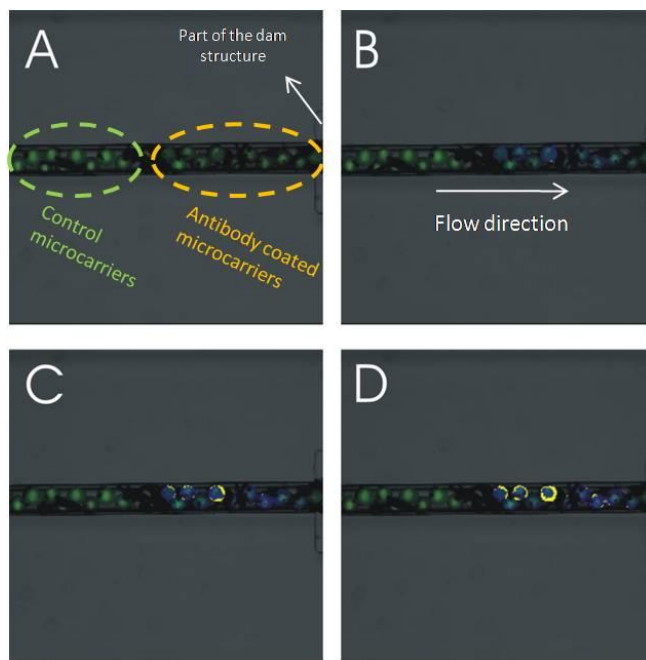 A
Part of the dam
structure
Control
microcarriers
Antibody coated
microcarriers
B
Flow direction
C
D